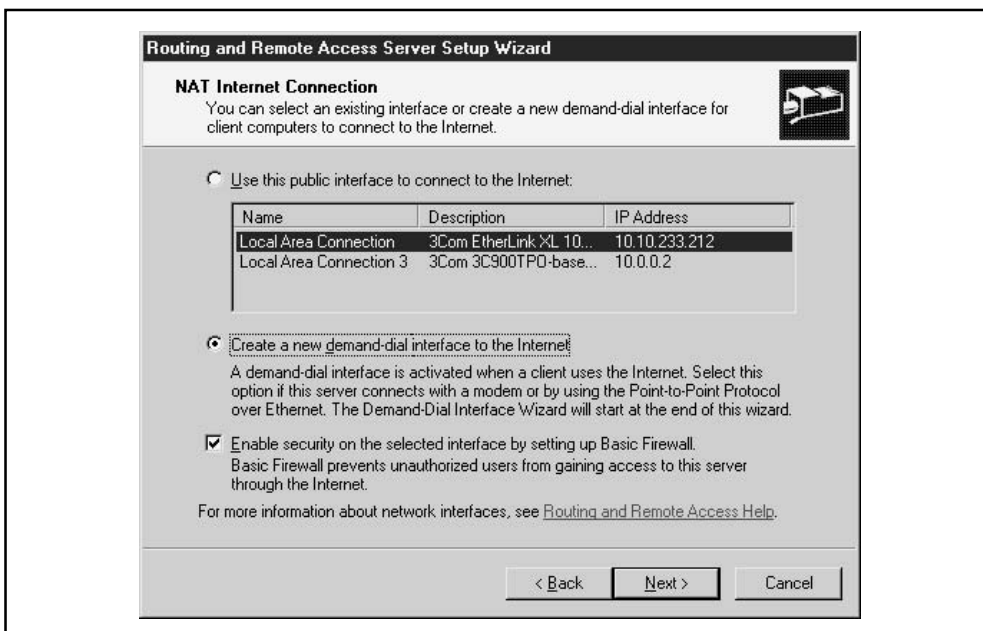 Routing and Remote Access Server Setup Wizard
NAT Internet Connection
You can select an existing interface or create a new demand-dial interface for
client computers to connect to the Internet.
Use this public interface to connect to the Internet:
Name Description IP Address
Local Area Connection 3Com EtherLink XL 10... 10.10.233.212
Local Area Connection 3 3Com 3C900TPO-base... 10.0.0.2
Create a new demand-dial interface to the Internet
A demand-dial interface is activated when a client uses the Internet. Select this
option if this server connects with a modem or by using the Point-to-Point Protocol
over Ethernet. The Demand-Dial Interface Wizard will start at the end of this wizard.
Enable security on the selected interface by setting up Basic Firewall.
Basic Firewall prevents unauthorized users from gaining access to this server
through the Internet.
For more information about network interfaces, see Routing and Remote Access Help.
< Back Next > Cancel